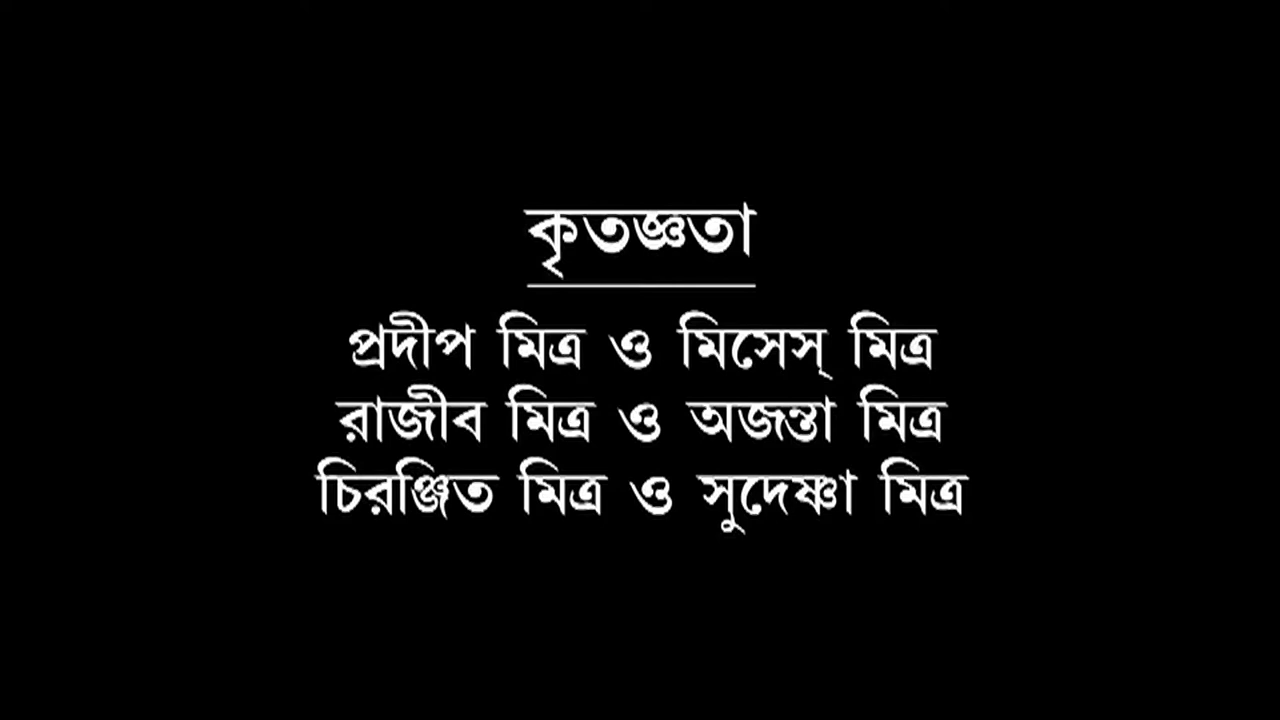 কৃতজ্ঞতা
প্রদীপ মিত্র ও মিসেস্ মিত্র
রাজীব মিত্র ও অজন্তা মিত্র
চিরঞ্জিত মিত্র ও সুদেষ্ণা মিত্র